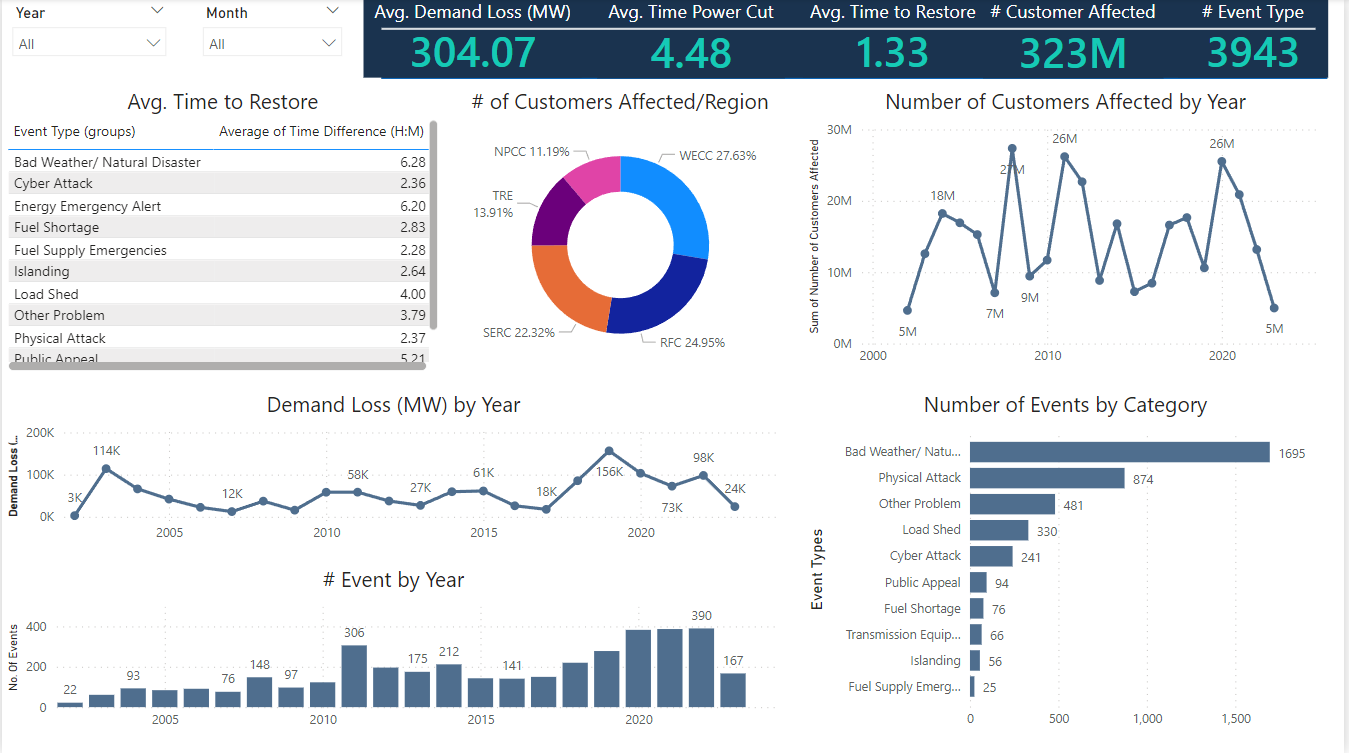 Year
Month
All
All
Avg. Demand Loss (MW)
Avg. Time Power Cut
Avg. Time to Restore
# Customer Affected
# Event Type
304.07
4.48
1.33
323M
3943
Avg. Time to Restore
Event Type (groups) Average of Time Difference (H:M)
Bad Weather/ Natural Disaster 6.28
Cyber Attack 2.36
Energy Emergency Alert 6.20
Fuel Shortage 2.83
Fuel Supply Emergencies 2.28
Islanding 2.64
Load Shed 4.00
Other Problem 3.79
Physical Attack 2.37
Public Appeal 5.21
# of Customers Affected/Region
NPCC 11.19%
WECC 27.63%
TRE
13.91%
SERC 22.32%
RFC 24.95%
Number of Customers Affected by Year
Sum of Number of Customers Affected
30M
20M
10M
0M
5M
18M
7M
27M
9M
26M
26M
5M
2000
2010
2020
Demand Loss (MW) by Year
Demand Loss (...
200K
100K
0K
3K
114K
12K
58K
27K
61K
18K
156K
73K
98K
24K
2005
2010
2015
2020
# Event by Year
No. Of Events
400
200
0
22
93
76
148
97
306
175
212
141
390
167
2005
2010
2015
2020
Number of Events by Category
Event Types
Bad Weather/ Natu... 1695
Physical Attack 874
Other Problem 481
Load Shed 330
Cyber Attack 241
Public Appeal 94
Fuel Shortage 76
Transmission Equip... 66
Islanding 56
Fuel Supply Emerg... 25
0
500
1,000
1,500